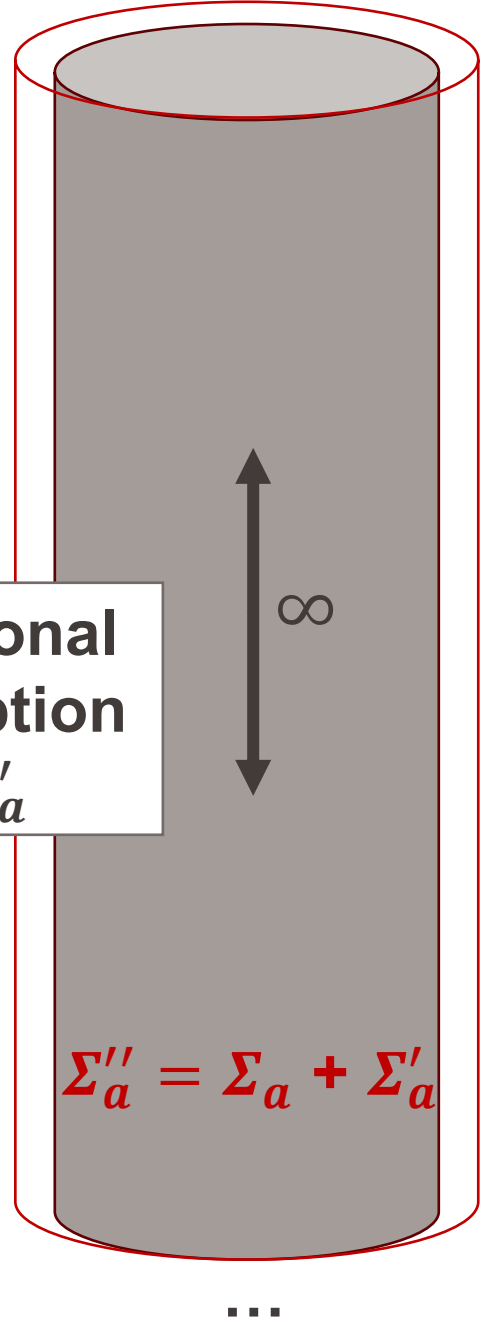 ∞
onal
otion
′a
Σ′′a = Σa + Σ′a
...